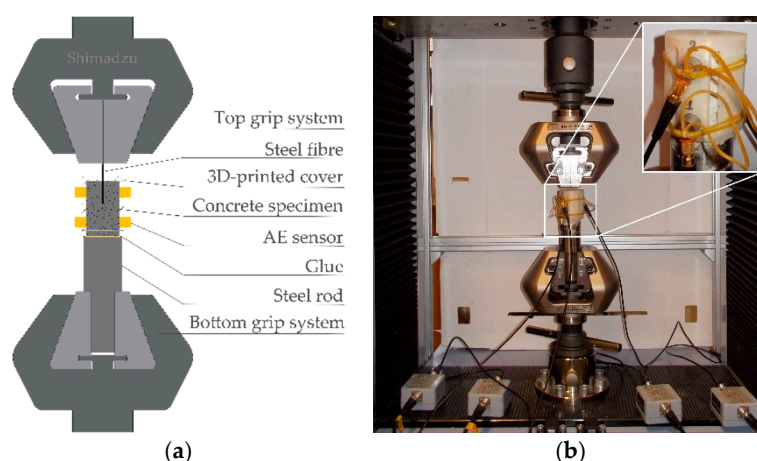 Shimadzu
Top grip system
Steel fibre
3D-printed cover
Concrete specimen
AE sensor
Glue
Steel rod
Bottom grip system
2
(a)
(b)